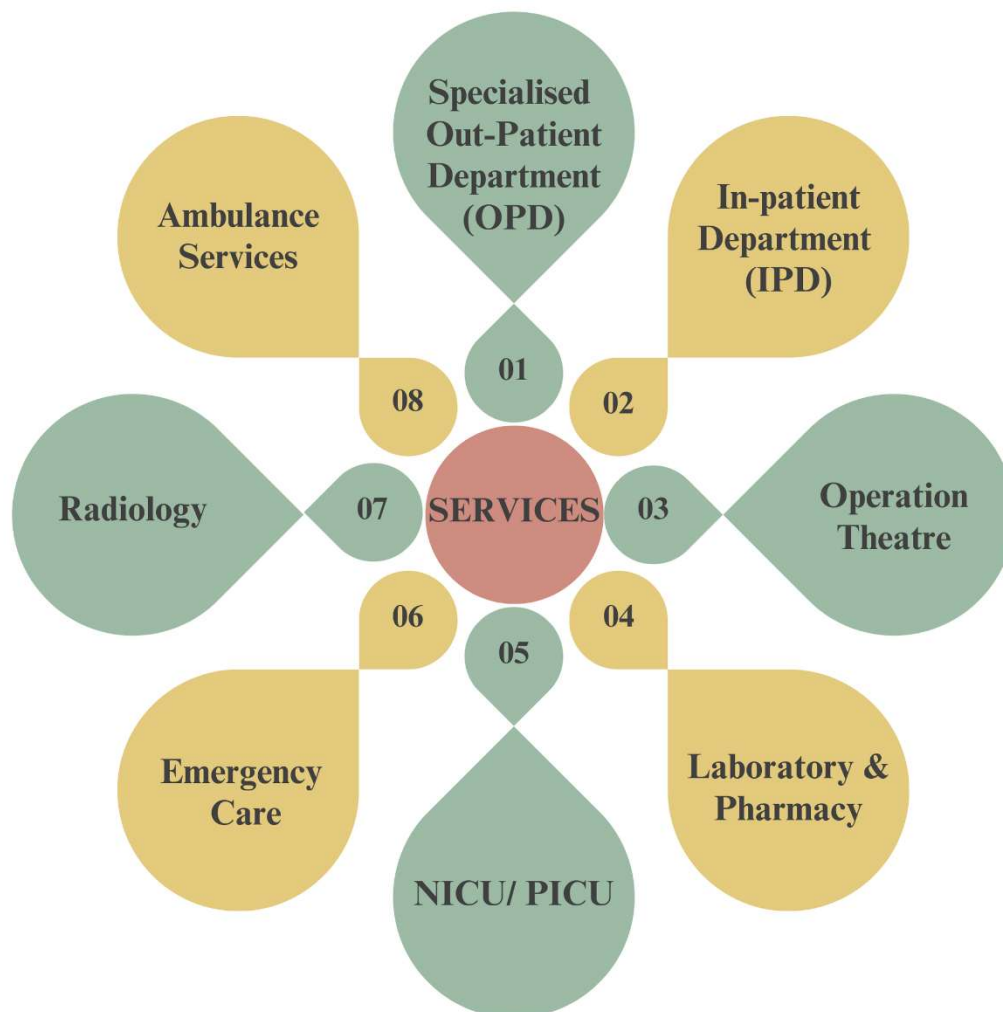 Specialised
Out-Patient
Department
(OPD)
01
In-patient
Department
(IPD)
02
Operation
Theatre
03
Laboratory &
Pharmacy
04
NICU/ PICU
05
Emergency
Care
06
Radiology
07
Ambulance
Services
08
SERVICES